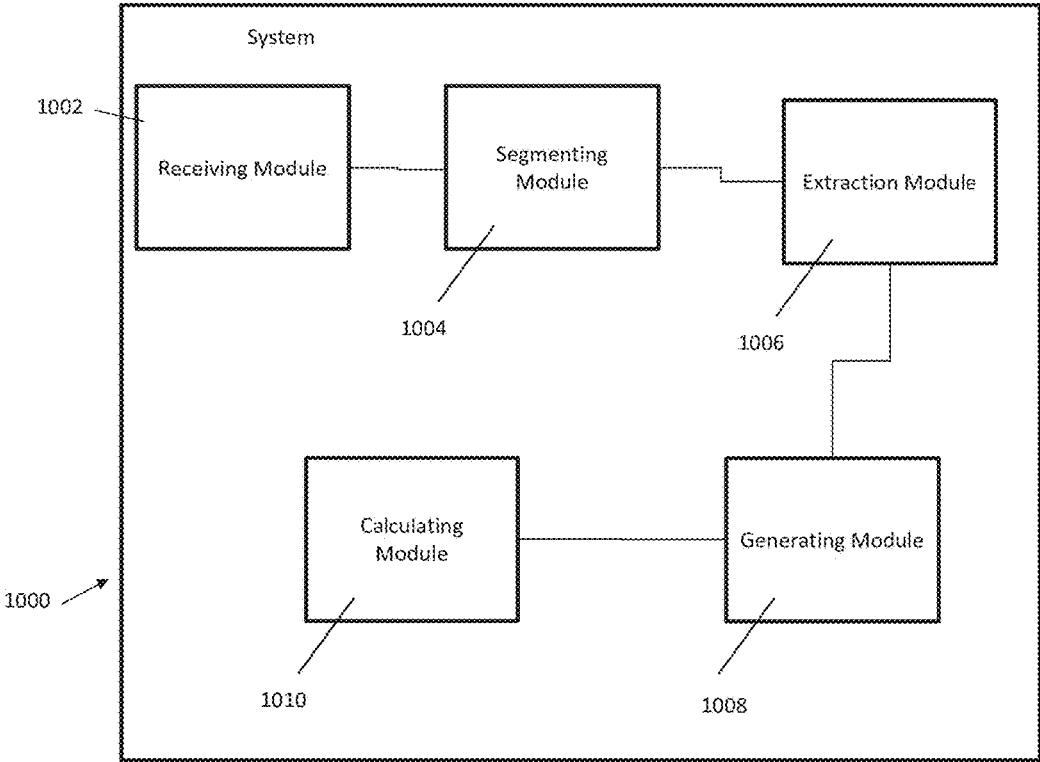 System
1002
Receiving Module
Segmenting
Module
Extraction Module
1004
1006
Calculating
Module
Generating Module
1000
1010
1008